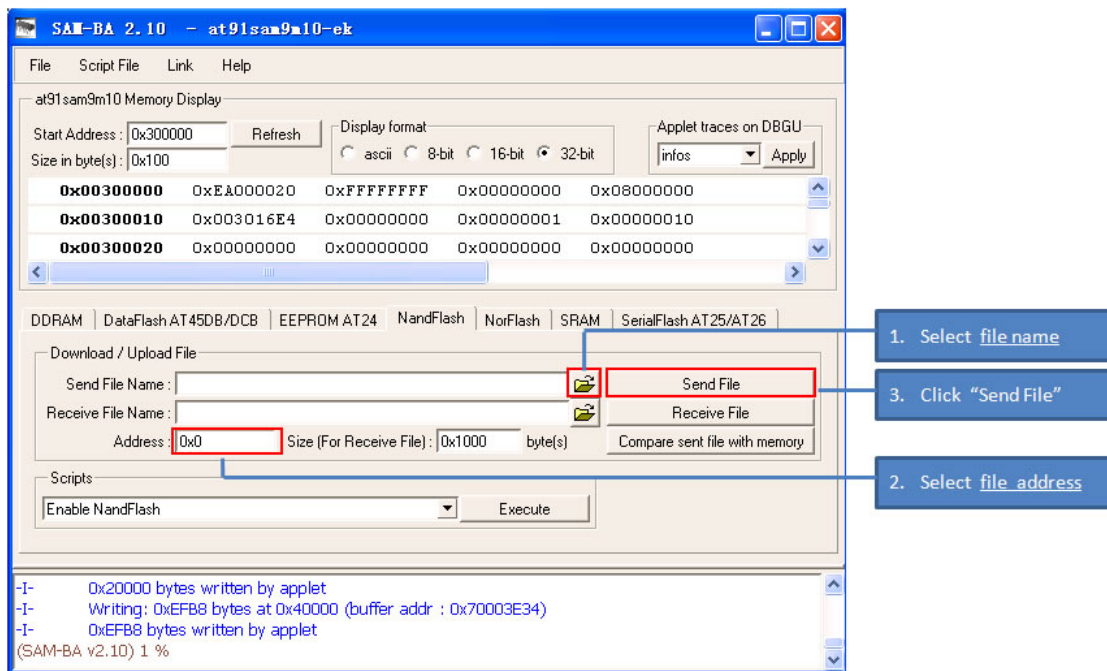 SAM-BA 2.10 - at91sam9m10-ek
File Script File Link Help
at91sam9m10 Memory Display
Start Address : 0x300000 Refresh
Size in byte(s) : 0x100
Display format
ascii 8-bit 16-bit 32-bit
Applet traces on DBGU
infos Apply
0x00300000 0xEA000020 0xFFFFFFFF 0x00000000 0x08000000
0x00300010 0x003016E4 0x00000000 0x00000001 0x00000010
0x00300020 0x00000000 0x00000000 0x00000000 0x00000000
DDRAM DataFlash AT45DB/DCB EEPROM AT24 NandFlash NorFlash SRAM SerialFlash AT25/AT26
Download / Upload File
Send File Name : Send File
Receive File Name : Receive File
Address : 0x0 Size (For Receive File) : 0x1000 byte(s) Compare sent file with memory
Scripts
Enable NandFlash Execute
-I- 0x20000 bytes written by applet
-I- Writing: 0xEFB8 bytes at 0x40000 (buffer addr : 0x70003E34)
-I- 0xEFB8 bytes written by applet
(SAM-BA v2.10) 1 %
1. Select file name
3. Click “Send File”
2. Select file address